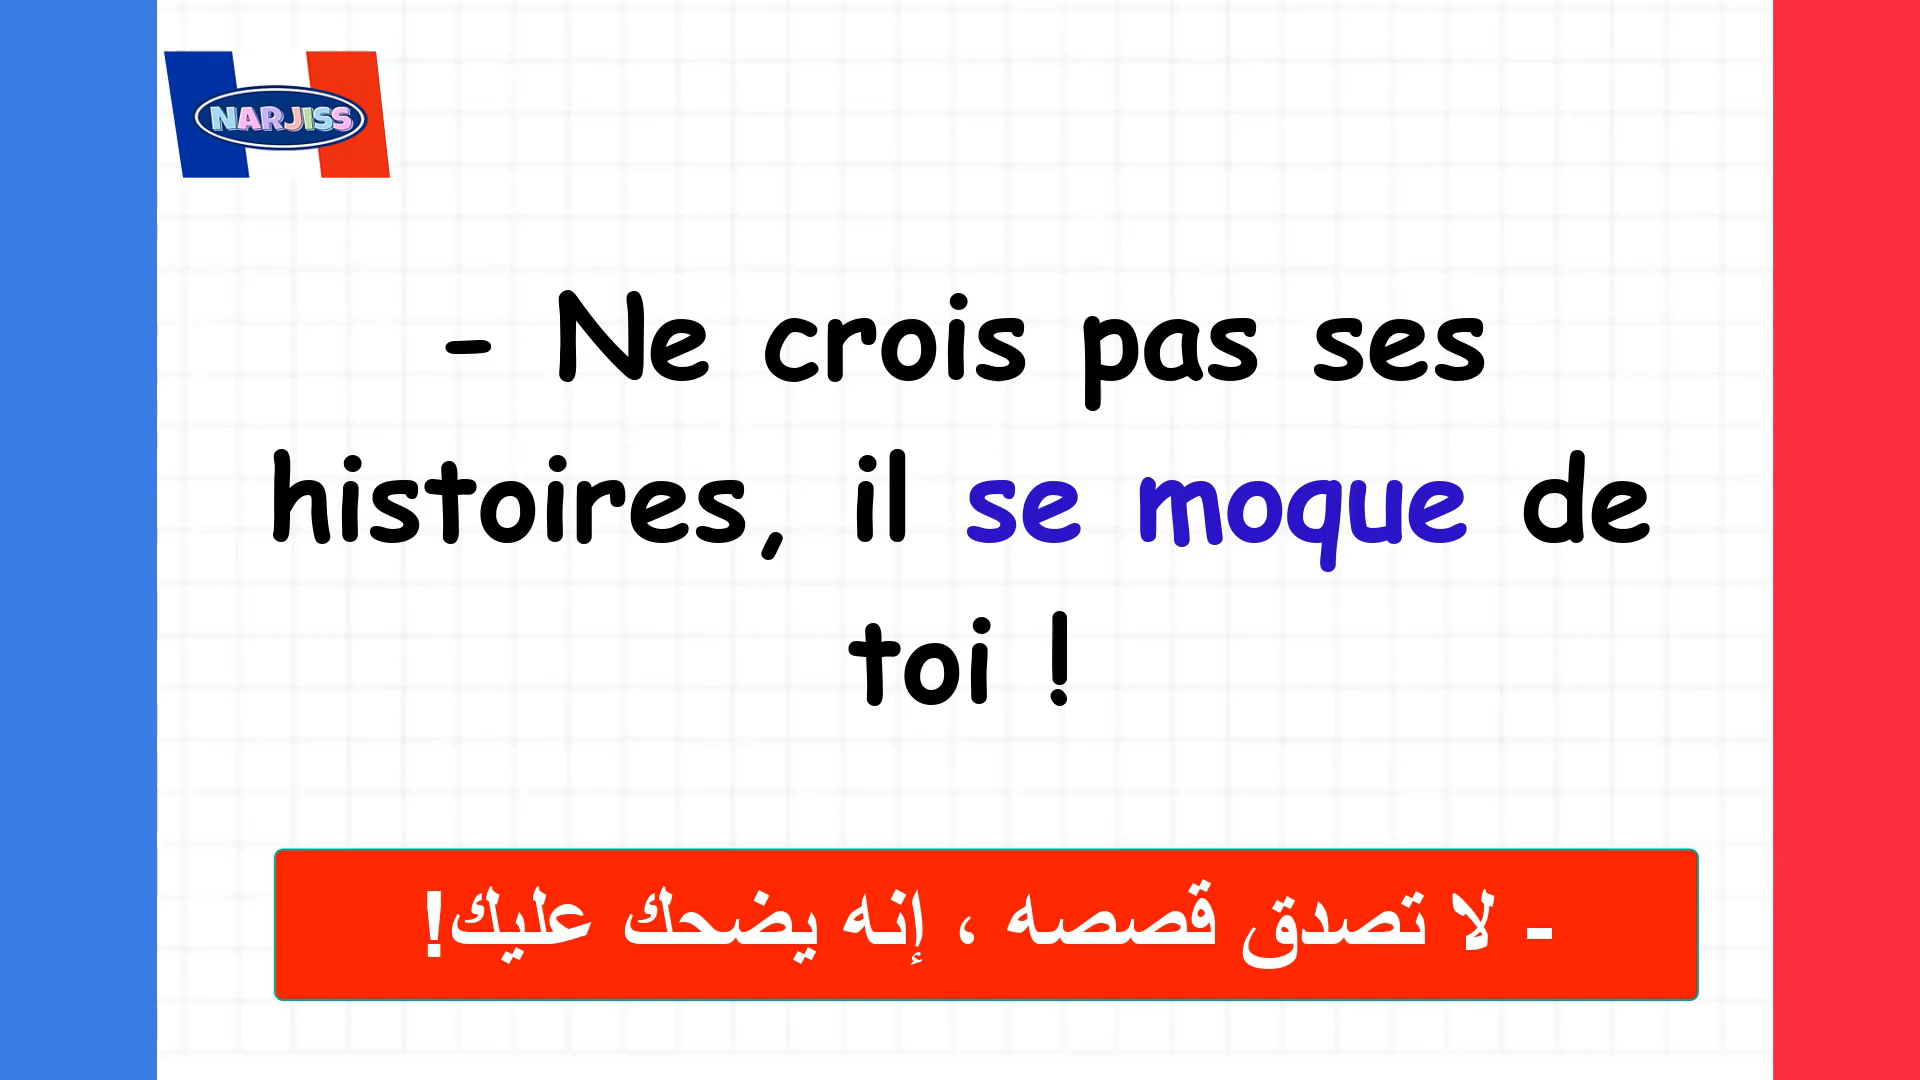 NARJISS
- Ne crois pas ses
histoires, il se moque de
toi !
- لا تصدق قصصه ، إنه يضحك عليك!